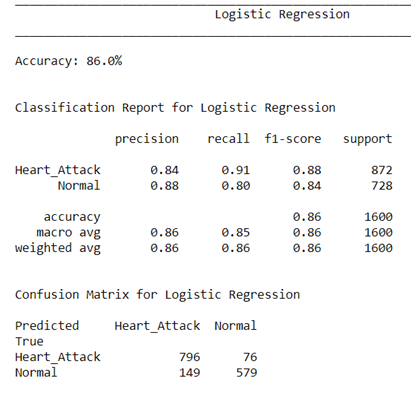 Logistic Regression
Accuracy: 86.0%
Classification Report for Logistic Regression
precision recall f1-score support
Heart_Attack 0.84 0.91 0.88 872
Normal 0.88 0.80 0.84 728
accuracy 0.86 1600
macro avg 0.86 0.85 0.86 1600
weighted avg 0.86 0.86 0.86 1600
Confusion Matrix for Logistic Regression
Predicted Heart_Attack Normal
True
Heart_Attack 796 76
Normal 149 579